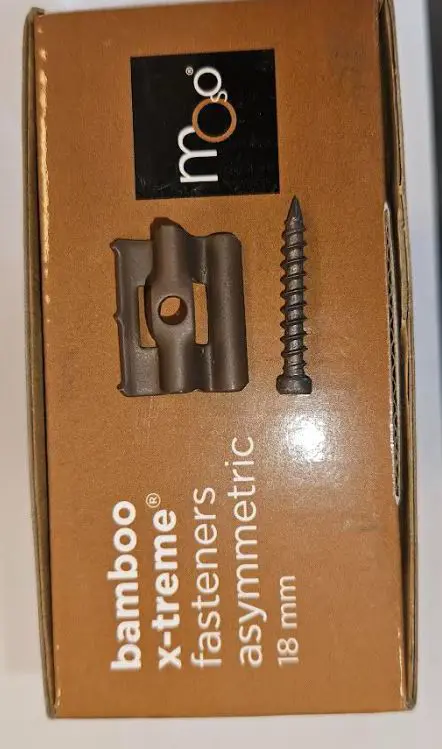 moso®
bamboo
x-treme®
fasteners
asymmetric
18 mm